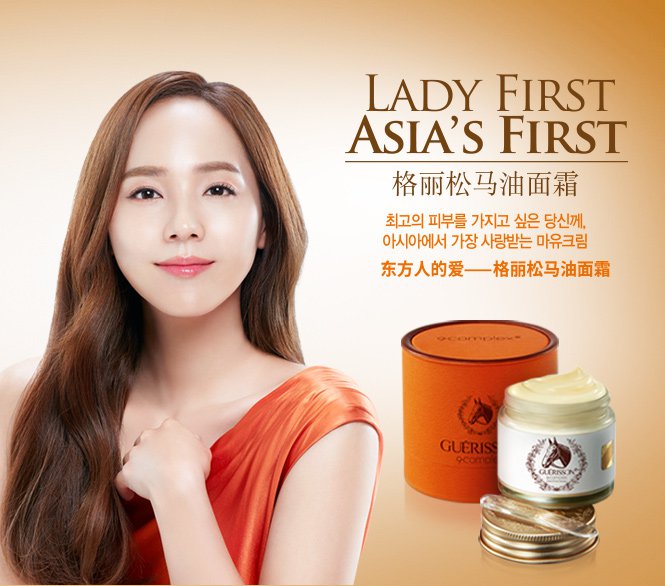 LADY FIRST
ASIA'S FIRST
格丽松马油面霜
최고의 피부를 가지고 싶은 당신께,
아시아에서 가장 사랑받는 마유크림
东方人的爱——格丽松马油面霜
9complex®
GUÉRISSON
9complex
GUÉRISSON